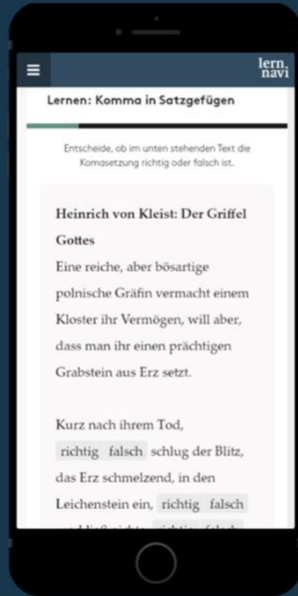 lern.
navi
Lernen: Komma in Satzgefügen
Entscheide, ob im unten stehenden Text die
Komasetzung richtig oder falsch ist.
Heinrich von Kleist: Der Griffel
Gottes
Eine reiche, aber bösartige
polnische Gräfin vermacht einem
Kloster ihr Vermögen, will aber,
dass man ihr einen prächtigen
Grabstein aus Erz setzt.
Kurz nach ihrem Tod,
richtig falsch schlug der Blitz,
das Erz schmelzend, in den
Leichenstein ein, richtig falsch